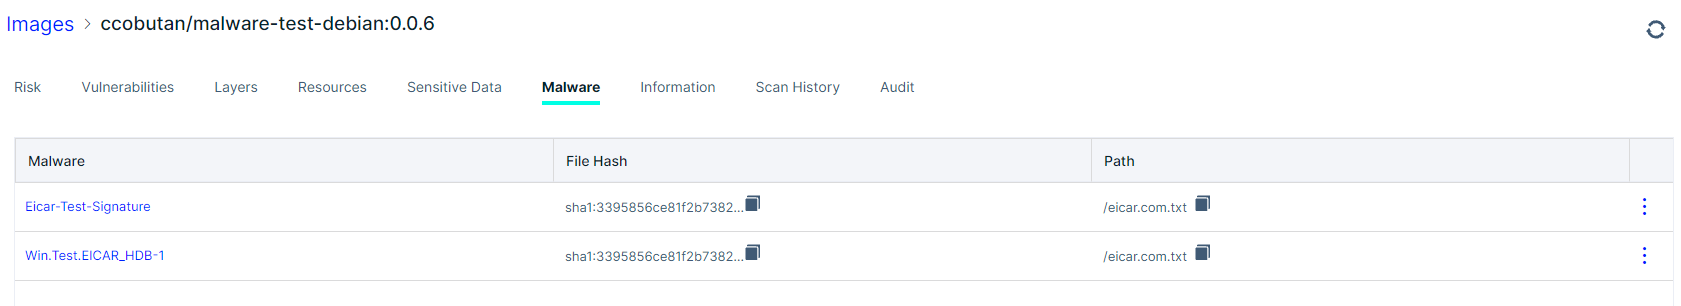 Images > ccobutan/malware-test-debian:0.0.6
Risk Vulnerabilities Layers Resources Sensitive Data Malware Information Scan History Audit
Malware File Hash Path
Eicar-Test-Signature sha1:3395856ce81f2b7382... /eicar.com.txt
Win.Test.EICAR_HDB-1 sha1:3395856ce81f2b7382... /eicar.com.txt